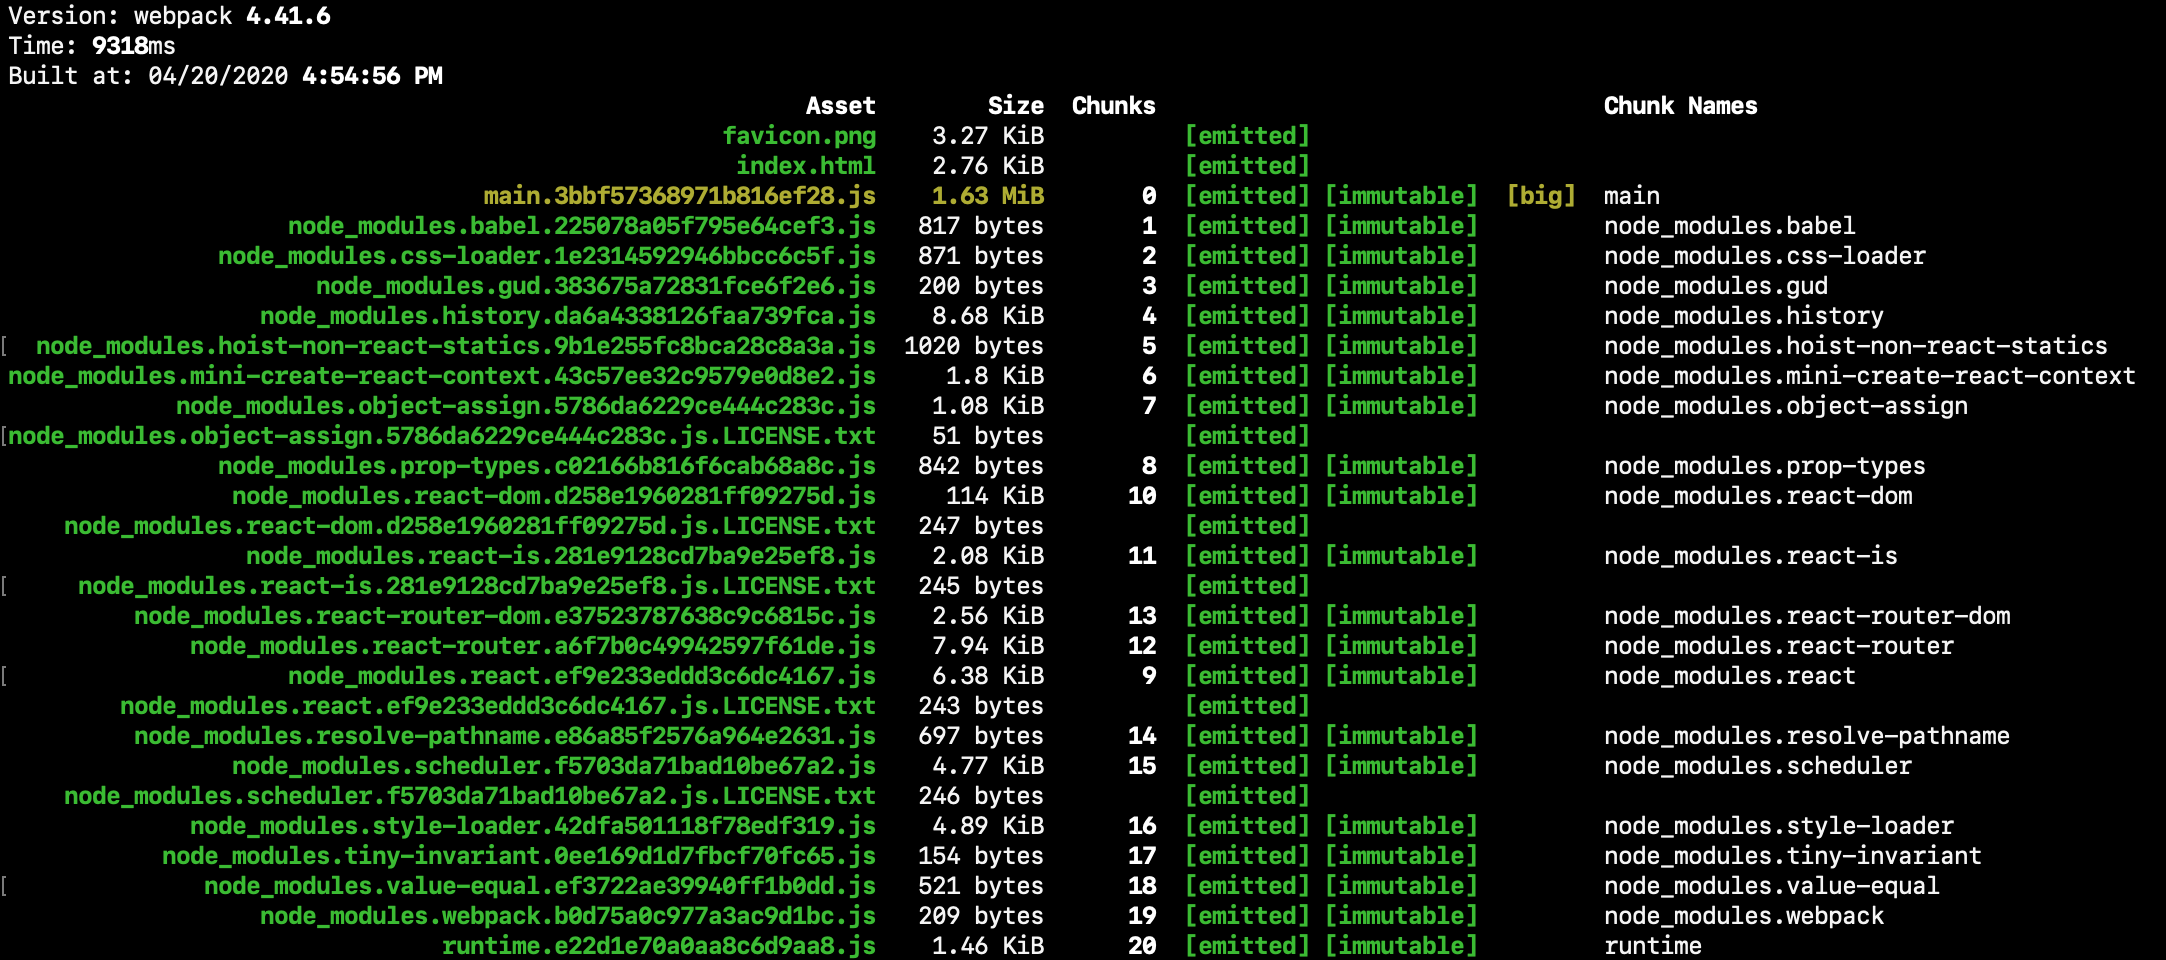 Version: webpack 4.41.6
Time: 9318ms
Built at: 04/20/2020 4:54:56 PM
Asset Size Chunks Chunk Names
favicon.png 3.27 KiB [emitted]
index.html 2.76 KiB [emitted]
main.3bbf57368971b816ef28.js 1.63 MiB 0 [emitted] [immutable] [big] main
node_modules.babel.225078a05f795e64cef3.js 817 bytes 1 [emitted] [immutable] node_modules.babel
node_modules.css-loader.1e2314592946bbcc6c5f.js 871 bytes 2 [emitted] [immutable] node_modules.css-loader
node_modules.gud.383675a72831fce6f2e6.js 200 bytes 3 [emitted] [immutable] node_modules.gud
node_modules.history.da6a4338126faa739fca.js 8.68 KiB 4 [emitted] [immutable] node_modules.history
[ node_modules.hoist-non-react-statics.9b1e255fc8bca28c8a3a.js 1020 bytes 5 [emitted] [immutable] node_modules.hoist-non-react-statics
node_modules.mini-create-react-context.43c57ee32c9579e0d8e2.js 1.8 KiB 6 [emitted] [immutable] node_modules.mini-create-react-context
node_modules.object-assign.5786da6229ce444c283c.js 1.08 KiB 7 [emitted] [immutable] node_modules.object-assign
[node_modules.object-assign.5786da6229ce444c283c.js.LICENSE.txt 51 bytes [emitted]
node_modules.prop-types.c02166b816f6cab68a8c.js 842 bytes 8 [emitted] [immutable] node_modules.prop-types
node_modules.react-dom.d258e1960281ff09275d.js 114 KiB 10 [emitted] [immutable] node_modules.react-dom
node_modules.react-dom.d258e1960281ff09275d.js.LICENSE.txt 247 bytes [emitted]
node_modules.react-is.281e9128cd7ba9e25ef8.js 2.08 KiB 11 [emitted] [immutable] node_modules.react-is
[ node_modules.react-is.281e9128cd7ba9e25ef8.js.LICENSE.txt 245 bytes [emitted]
node_modules.react-router-dom.e37523787638c9c6815c.js 2.56 KiB 13 [emitted] [immutable] node_modules.react-router-dom
node_modules.react-router.a6f7b0c49942597f61de.js 7.94 KiB 12 [emitted] [immutable] node_modules.react-router
[ node_modules.react.ef9e233eddd3c6dc4167.js 6.38 KiB 9 [emitted] [immutable] node_modules.react
node_modules.react.ef9e233eddd3c6dc4167.js.LICENSE.txt 243 bytes [emitted]
node_modules.resolve-pathname.e86a85f2576a964e2631.js 697 bytes 14 [emitted] [immutable] node_modules.resolve-pathname
node_modules.scheduler.f5703da71bad10be67a2.js 4.77 KiB 15 [emitted] [immutable] node_modules.scheduler
node_modules.scheduler.f5703da71bad10be67a2.js.LICENSE.txt 246 bytes [emitted]
node_modules.style-loader.42dfa501118f78edf319.js 4.89 KiB 16 [emitted] [immutable] node_modules.style-loader
node_modules.tiny-invariant.0ee169d1d7fbcf70fc65.js 154 bytes 17 [emitted] [immutable] node_modules.tiny-invariant
[ node_modules.value-equal.ef3722ae39940ff1b0dd.js 521 bytes 18 [emitted] [immutable] node_modules.value-equal
node_modules.webpack.b0d75a0c977a3ac9d1bc.js 209 bytes 19 [emitted] [immutable] node_modules.webpack
runtime.e22d1e70a0aa8c6d9aa8.js 1.46 KiB 20 [emitted] [immutable] runtime